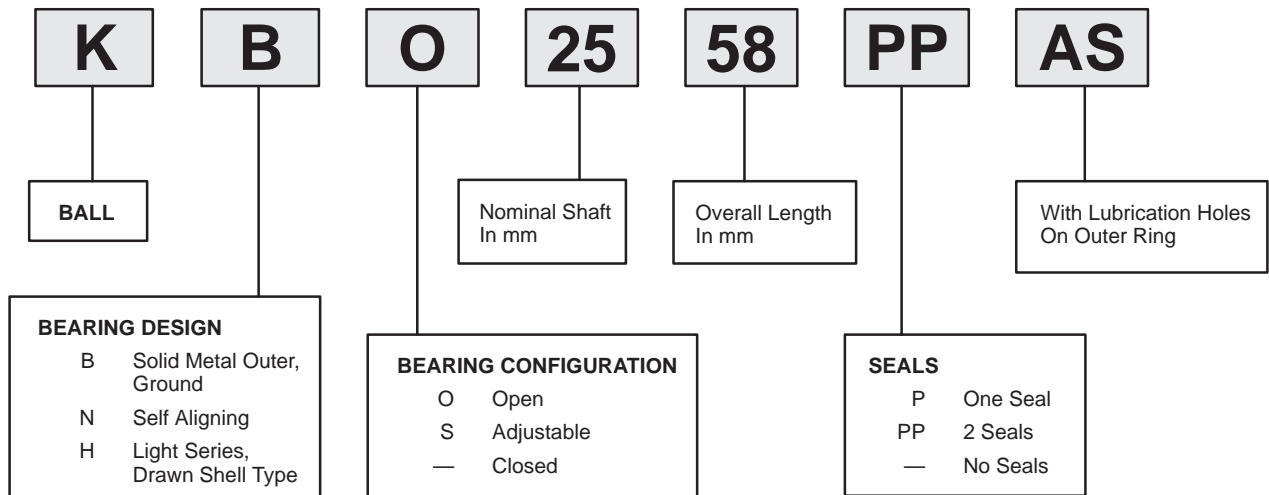 K B O 25 58 PP AS
BALL
Nominal Shaft
In mm
Overall Length
In mm
With Lubrication Holes
On Outer Ring
BEARING DESIGN
B Solid Metal Outer,
Ground
N Self Aligning
H Light Series,
Drawn Shell Type
BEARING CONFIGURATION
O Open
S Adjustable
— Closed
SEALS
P One Seal
PP 2 Seals
— No Seals